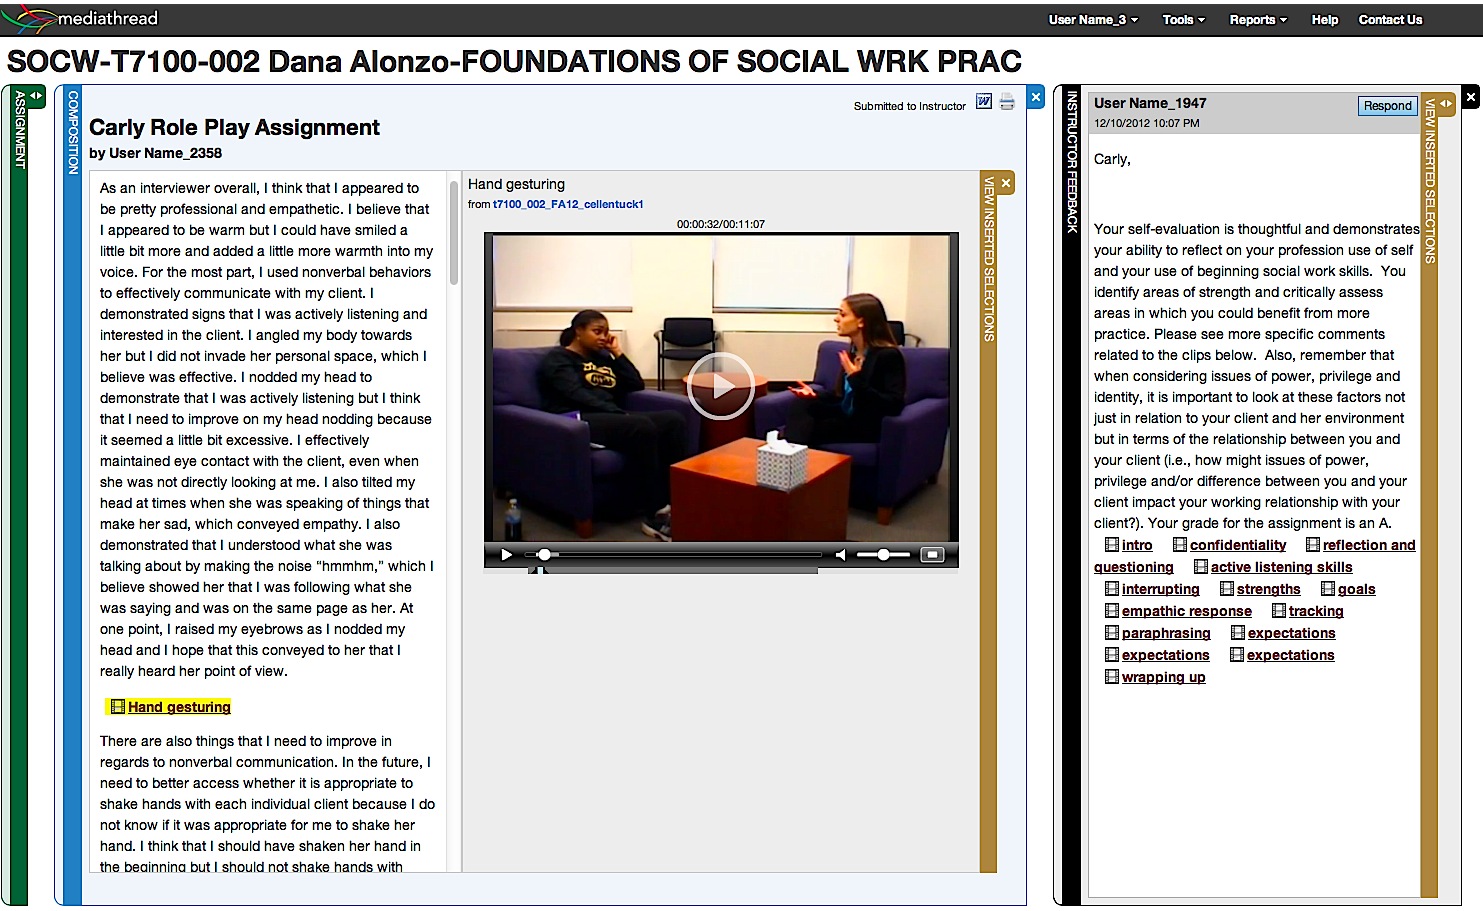 mediathread
User Name_3 Tools Reports Help Contact Us
SOCW-T7100-002 Dana Alonzo-FOUNDATIONS OF SOCIAL WRK PRAC
ASSIGNMENT
COMPOSITION
Submitted to Instructor
Carly Role Play Assignment
by User Name_2358
As an interviewer overall, I think that I appeared to
be pretty professional and empathetic. I believe that
I appeared to be warm but I could have smiled a
little bit more and added a little more warmth into my
voice. For the most part, I used nonverbal behaviors
to effectively communicate with my client. I
demonstrated signs that I was actively listening and
interested in the client. I angled my body towards
her but I did not invade her personal space, which I
believe was effective. I nodded my head to
demonstrate that I was actively listening but I think
that I need to improve on my head nodding because
it seemed a little bit excessive. I effectively
maintained eye contact with the client, even when
she was not directly looking at me. I also tilted my
head at times when she was speaking of things that
make her sad, which conveyed empathy. I also
demonstrated that I understood what she was
talking about by making the noise “hmmhm,” which I
believe showed her that I was following what she
was saying and was on the same page as her. At
one point, I raised my eyebrows as I nodded my
head and I hope that this conveyed to her that I
really heard her point of view.
Hand gesturing
There are also things that I need to improve in
regards to nonverbal communication. In the future, I
need to better access whether it is appropriate to
shake hands with each individual client because I do
not know if it was appropriate for me to shake her
hand. I think that I should have shaken her hand in
the beginning but I should not shake hands with
Hand gesturing
from t7100_002_FA12_cellentuck1
00:00:32/00:11:07
VIEW INSERTED SELECTIONS
INSTRUCTOR FEEDBACK
User Name_1947
Respond
12/10/2012 10:07 PM
Carly,
Your self-evaluation is thoughtful and demonstrates
your ability to reflect on your profession use of self
and your use of beginning social work skills. You
identify areas of strength and critically assess
areas in which you could benefit from more
practice. Please see more specific comments
related to the clips below. Also, remember that
when considering issues of power, privilege and
identity, it is important to look at these factors not
just in relation to your client and her environment
but in terms of the relationship between you and
your client (i.e., how might issues of power,
privilege and/or difference between you and your
client impact your working relationship with your
client?). Your grade for the assignment is an A.
intro confidentiality reflection and
questioning active listening skills
interrupting strengths goals
empathic response tracking
paraphrasing expectations
expectations expectations
wrapping up
VIEW INSERTED SELECTIONS